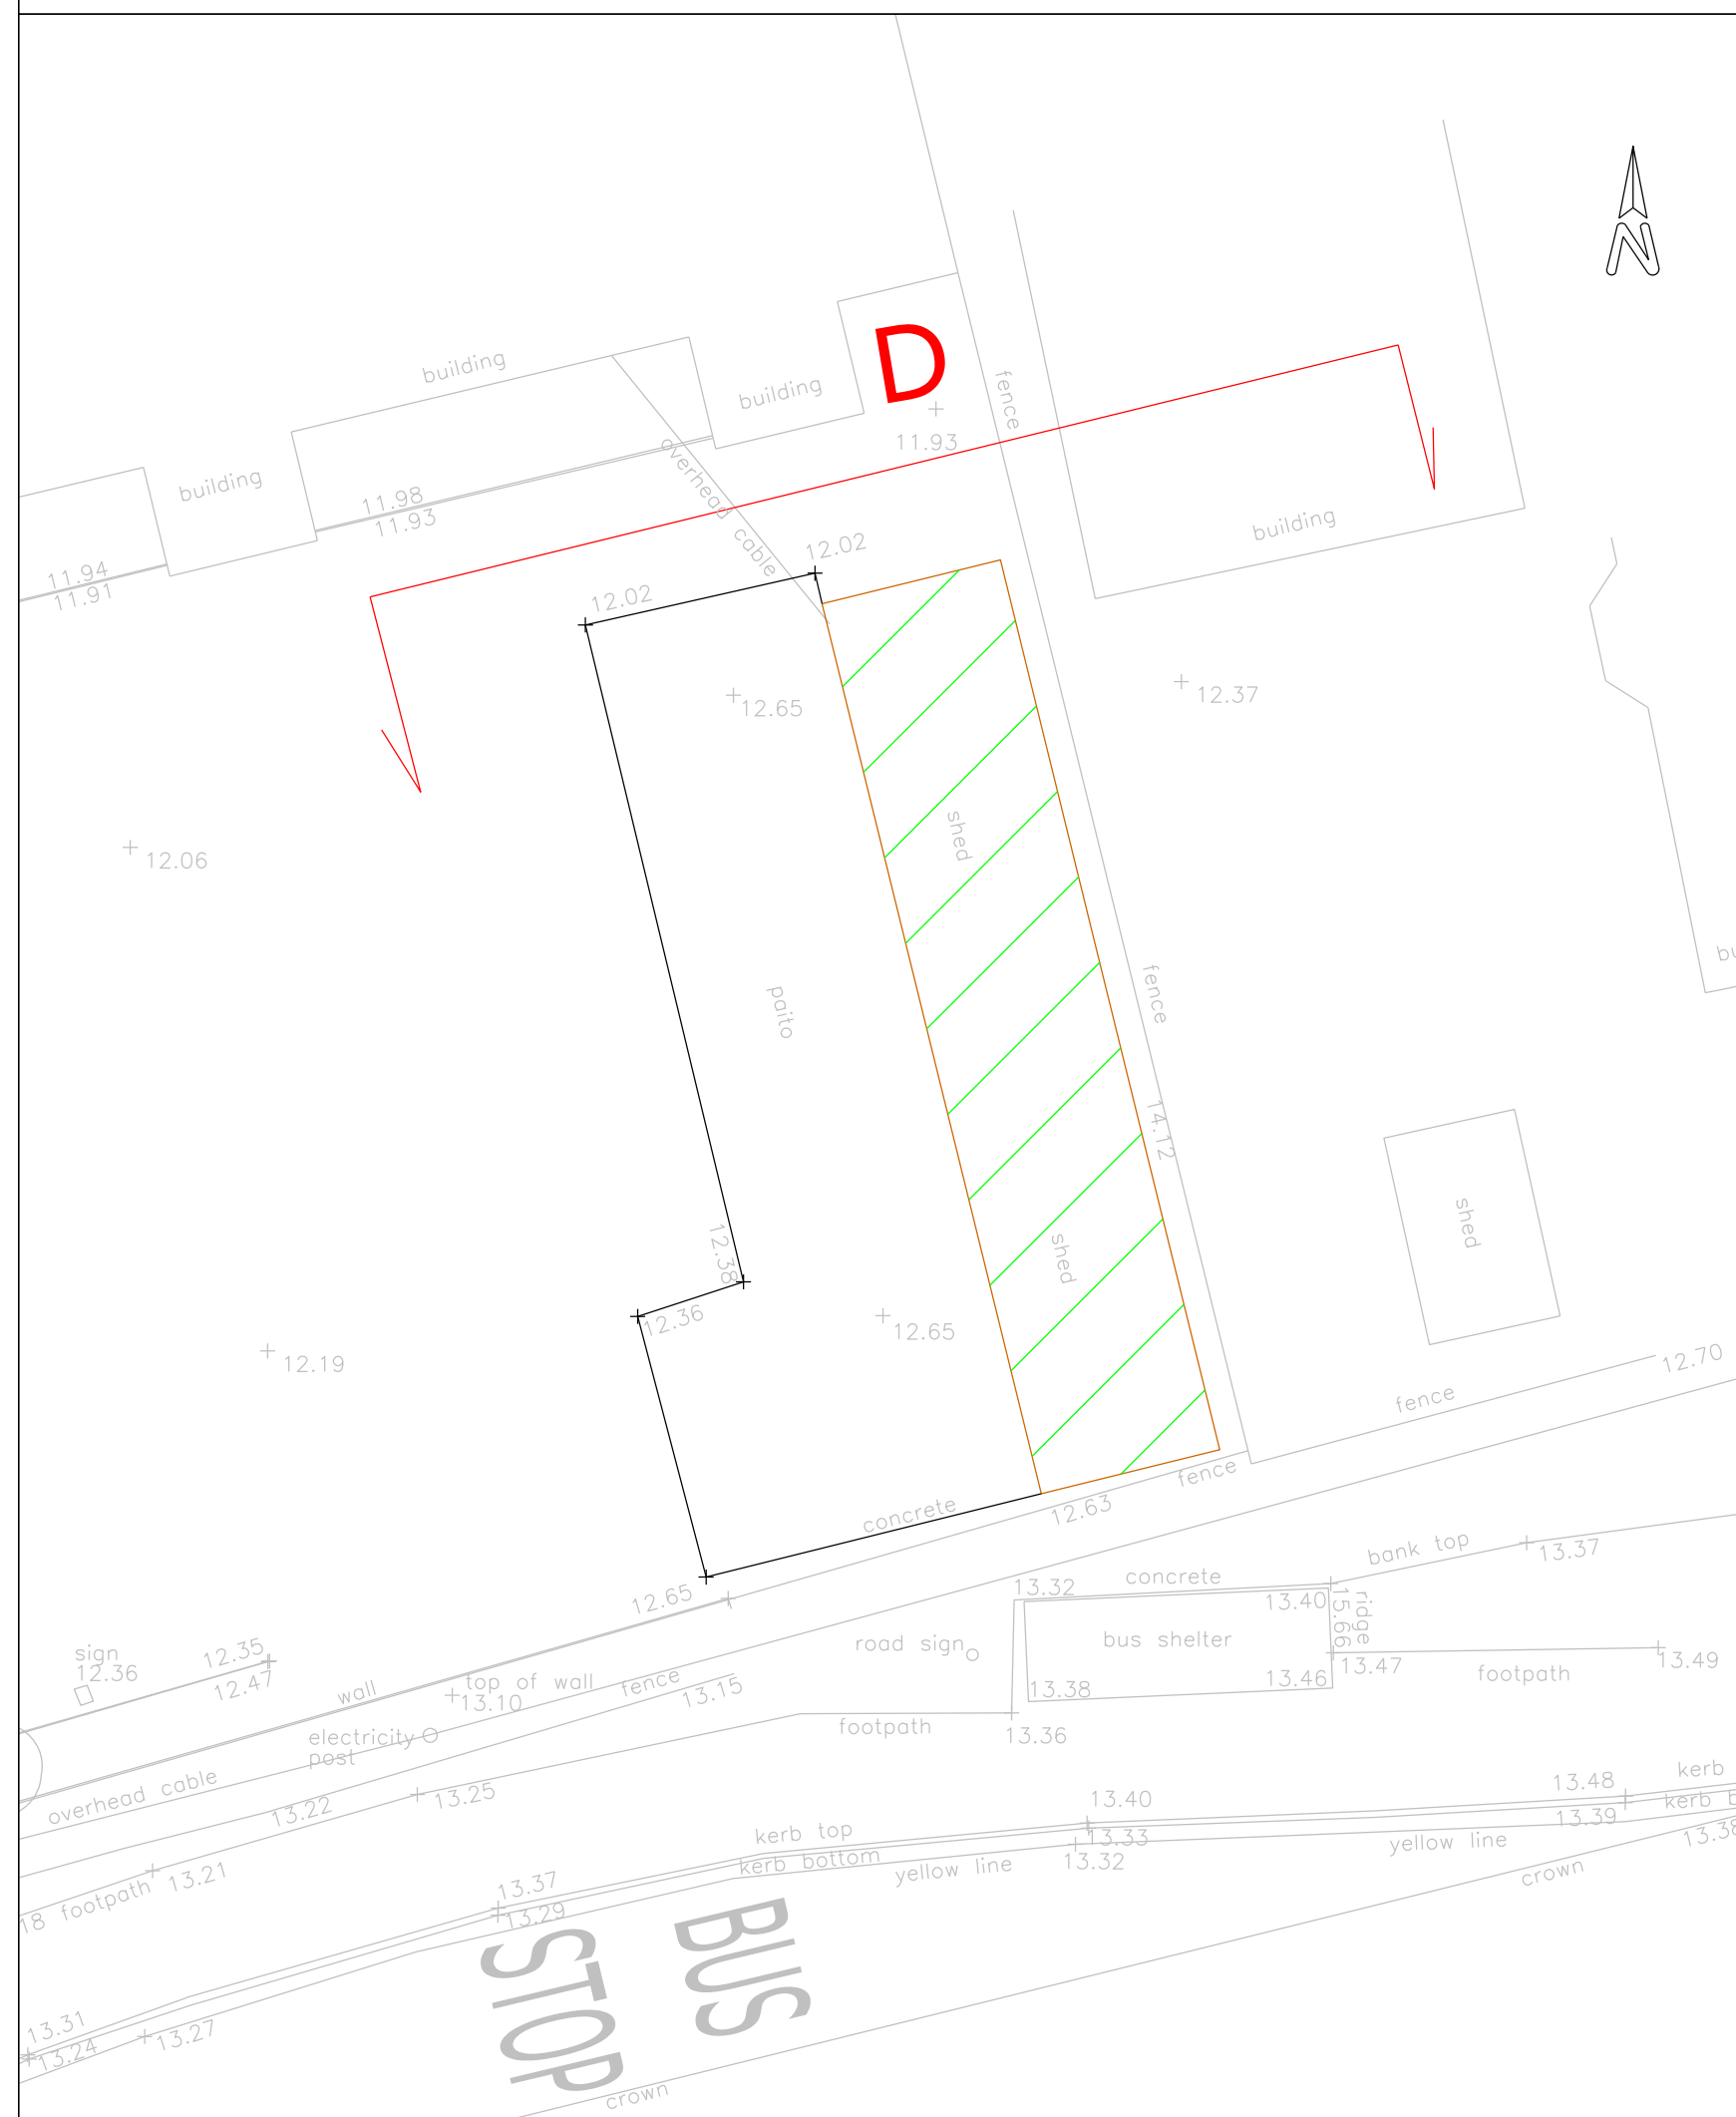 N
building
D
building
fence
11.93
overhead cable
building
11.98
11.93
building
11.94
11.91
12.02
12.02
12.65
12.37
shed
12.06
bu
paito
fence
14.12
shed
shed
12.38
12.36
12.65
12.19
12.70
fence
fence
concrete
12.63
bank top
13.37
12.65
13.32
concrete
13.40
15.66
ridge
sign
12.36
12.35
12.47
road sign
bus shelter
13.46
13.47
13.49
footpath
wall
top of wall
fence
13.15
13.10
13.38
electricity
post
footpath
13.36
overhead cable
13.22
13.25
kerb
13.48
13.40
kerb b
13.39
13.38
kerb top
13.33
yellow line
kerb bottom
yellow line
13.32
crown
18 footpath
13.21
13.37
13.29
BUS
STOP
13.31
13.24
13.27
crown